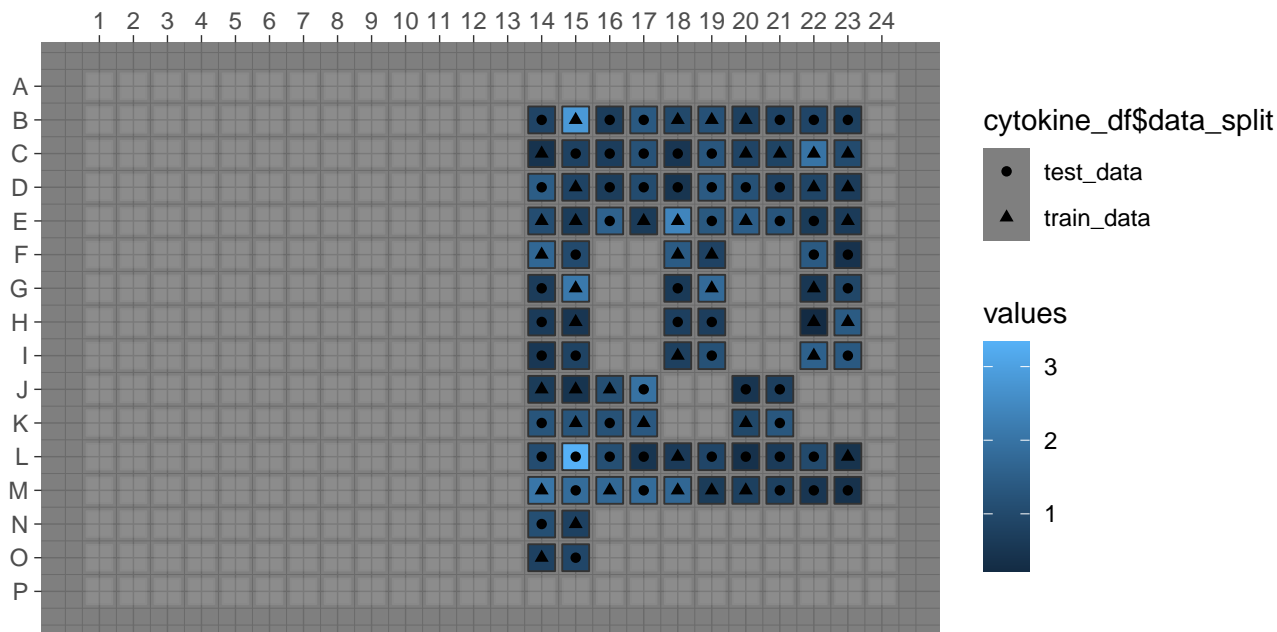 1 2 3 4 5 6 7 8 9 10 11 12 13 14 15 16 17 18 19 20 21 22 23 24
A
B
C
D
E
F
G
H
I
J
K
L
M
N
O
P
cytokine_df$data_split
test_data
train_data
values
3
2
1